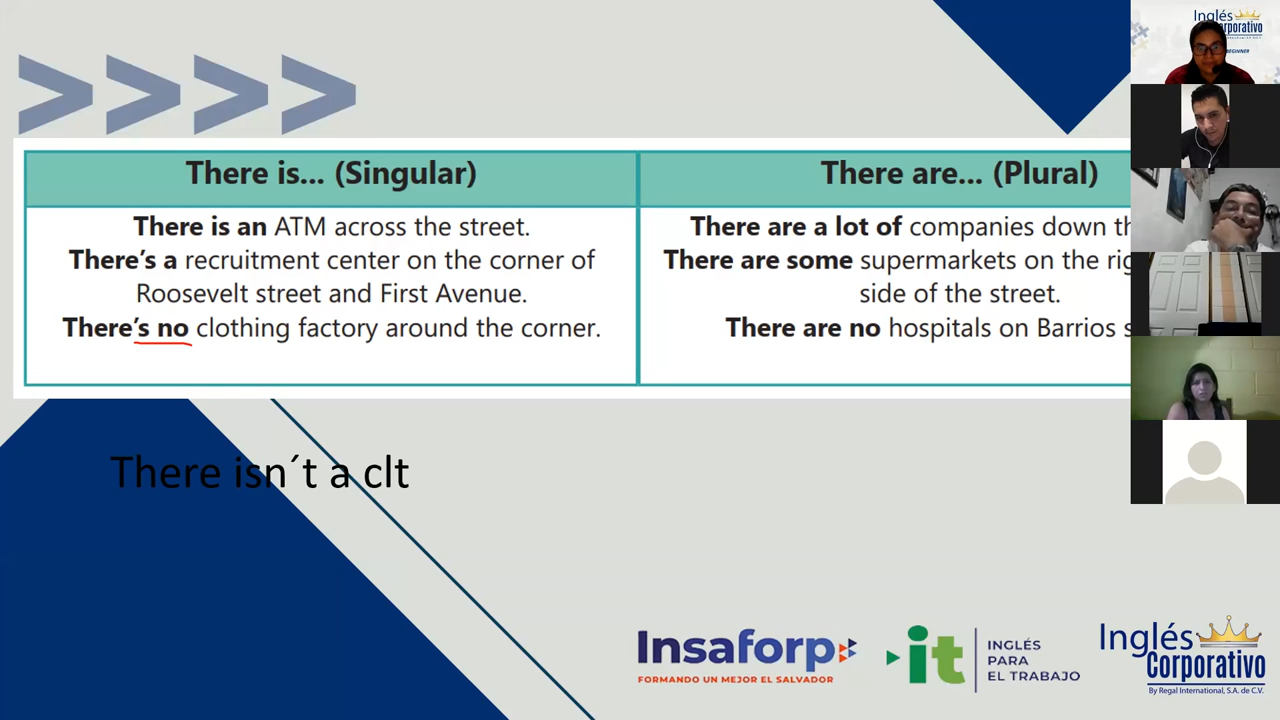 Inglés
Corporativo
BEGINNER
There is... (Singular)
There are... (Plural)
There is an ATM across the street.
There's a recruitment center on the corner of
Roosevelt street and First Avenue.
There's no clothing factory around the corner.
There are a lot of companies down
There are some supermarkets on the
side of the street.
There are no hospitals on Barrios
There isn´t a clt
Insaforp
FORMANDO UN MEJOR EL SALVADOR
it
INGLÉS
PARA
EL TRABAJO
Inglés
Corporativo
By Regal International, S.A. de C.V.